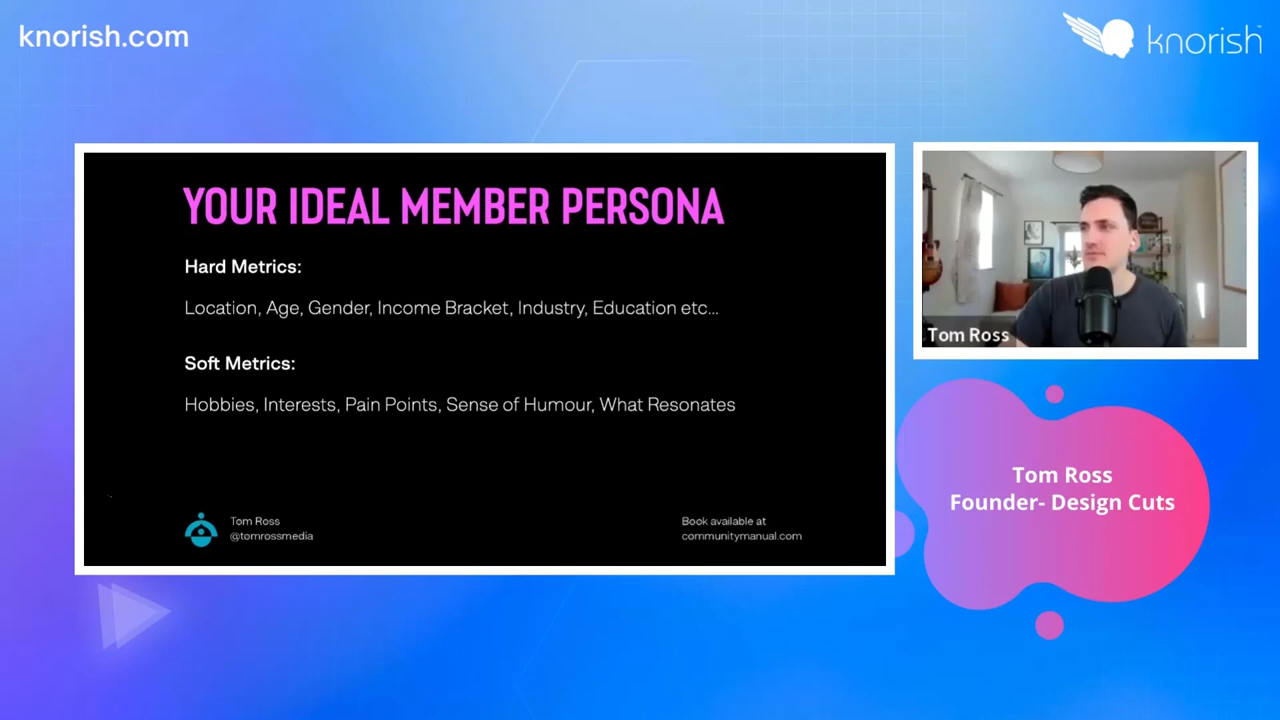 knorish.com
knorish
YOUR IDEAL MEMBER PERSONA
Hard Metrics:
Location, Age, Gender, Income Bracket, Industry, Education etc...
Soft Metrics:
Hobbies, Interests, Pain Points, Sense of Humour, What Resonates
Tom Ross
@tomrossmedia
Book available at
communitymanual.com
Tom Ross
Tom Ross
Founder- Design Cuts